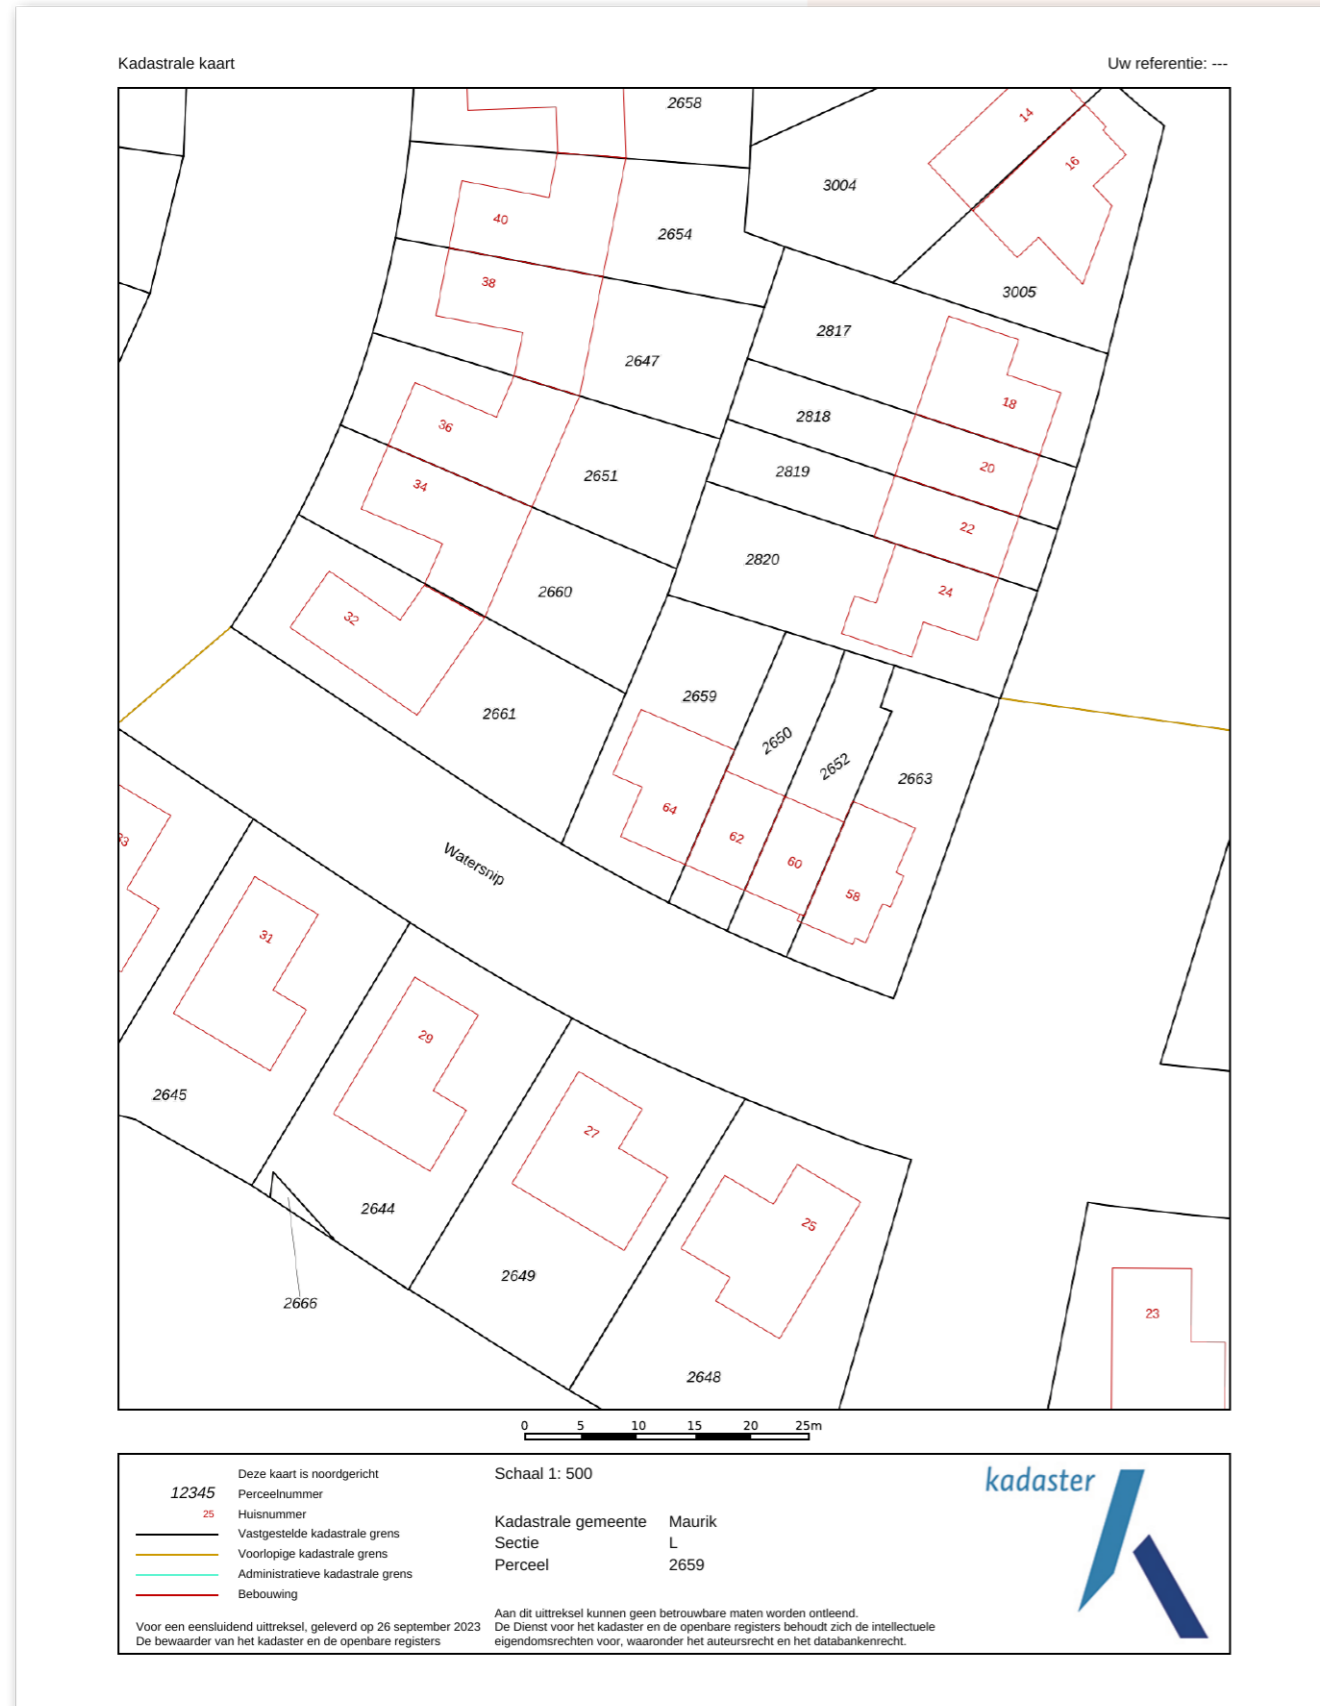 Kadastrale kaart
Uw referentie: ---
2658
14
16
3004
40
2654
38
3005
2817
2647
18
2818
36
20
2819
2651
34
22
2820
24
2660
32
2659
2661
2650
2652
2663
64
62
33
60
Watersnip
58
31
29
2645
27
2644
25
2649
2666
23
2648
0 5 10 15 20 25m
Deze kaart is noordgericht
12345 Perceelnummer
25 Huisnummer
Vastgestelde kadastrale grens
Voorlopige kadastrale grens
Administratieve kadastrale grens
Bebouwing
Voor een eensluidend uittreksel, geleverd op 26 september 2023
De bewaarder van het kadaster en de openbare registers
Schaal 1: 500
Kadastrale gemeente Maurik
Sectie L
Perceel 2659
Aan dit uittreksel kunnen geen betrouwbare maten worden ontleend.
De Dienst voor het kadaster en de openbare registers behoudt zich de intellectuele
eigendomsrechten voor, waaronder het auteursrecht en het databankenrecht.
kadaster